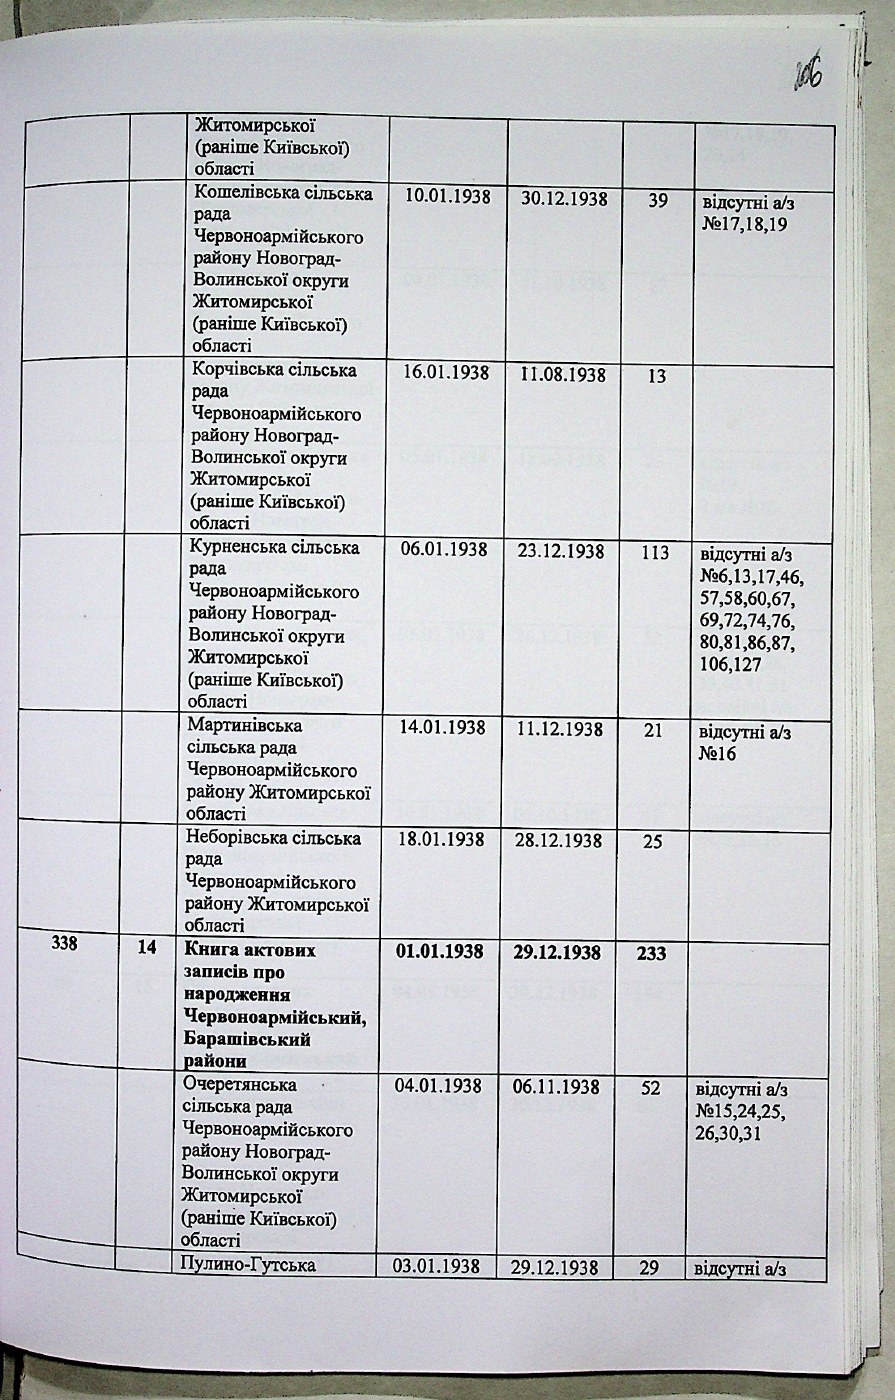 Житомирської
(раніше Київської)
області
Кошелівська сільська 10.01.1938 30.12.1938 39 відсутні а/з
рада №17,18,19
Червоноармійського
району Новоград-
Волинської округи
Житомирської
(раніше Київської)
області
Корчівська сільська 16.01.1938 11.08.1938 13
рада
Червоноармійського
району Новоград-
Волинської округи
Житомирської
(раніше Київської)
області
Курненська сільська 06.01.1938 23.12.1938 113 відсутні а/з
рада №6,13,17,46,
Червоноармійського 57,58,60,67,
району Новоград- 69,72,74,76,
Волинської округи 80,81,86,87,
Житомирської 106,127
(раніше Київської)
області
Мартинівська 14.01.1938 11.12.1938 21 відсутні а/з
сільська рада №16
Червоноармійського
району Житомирської
області
Неборівська сільська 18.01.1938 28.12.1938 25
рада
Червоноармійського
району Житомирської
області
338 14 Книга актових 01.01.1938 29.12.1938 233
записів про
народження
Червоноармійський,
Барашівський
райони
Очеретянська 04.01.1938 06.11.1938 52 відсутні а/з
сільська рада №15,24,25,
Червоноармійського 26,30,31
району Новоград-
Волинської округи
Житомирської
(раніше Київської)
області
Пулино-Гутська 03.01.1938 29.12.1938 29 відсутні а/з